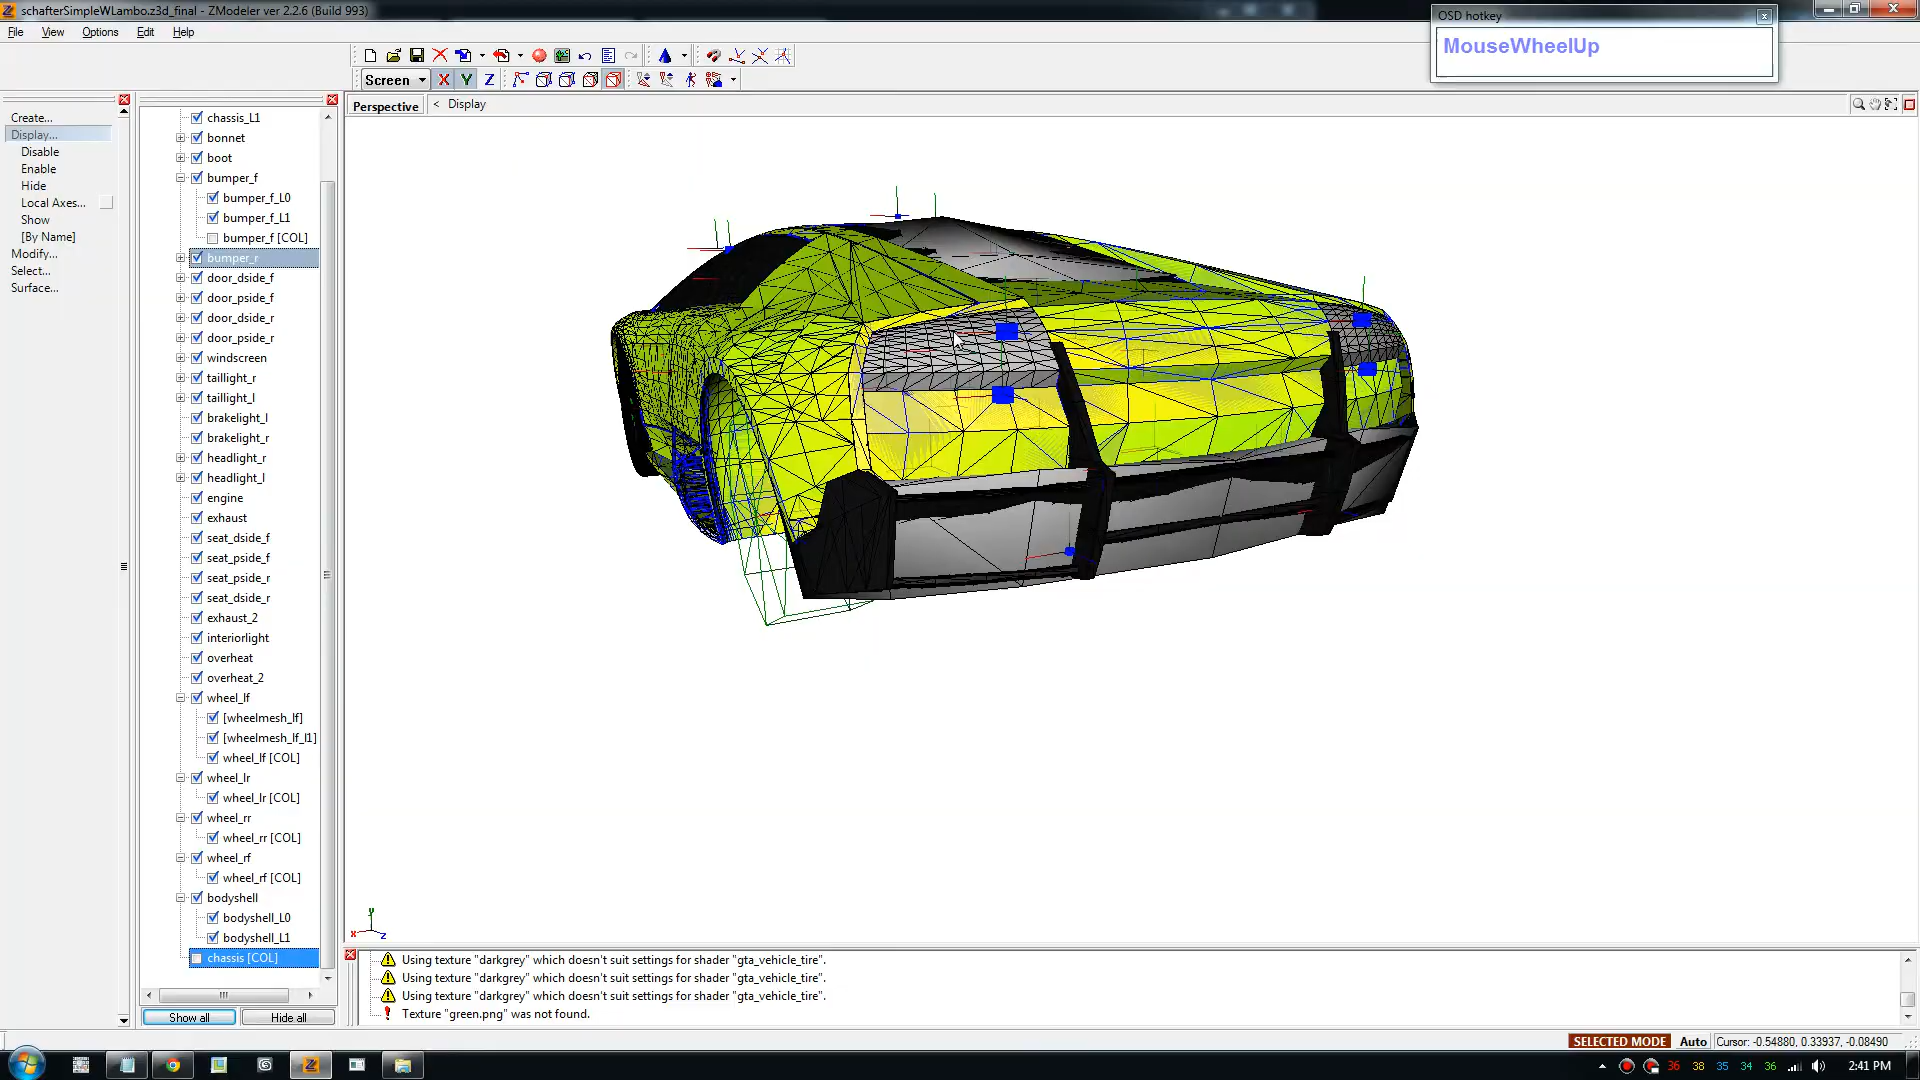 schafterSimpleWLambo.z3d_final - ZModeler ver 2.2.6 (Build 993)
OSD hotkey
MouseWheelUp
File View Options Edit Help
Screen X Y Z
Perspective < Display
Create...
Display...
Disable
Enable
Hide
Local Axes...
Show
[By Name]
Modify...
Select...
Surface...
chassis_L1
bonnet
boot
bumper_f
bumper_f_L0
bumper_f_L1
bumper_f [COL]
bumper_r
door_dside_f
door_pside_f
door_dside_r
door_pside_r
windscreen
taillight_r
taillight_l
brakelight_l
brakelight_r
headlight_r
headlight_l
engine
exhaust
seat_dside_f
seat_pside_f
seat_pside_r
seat_dside_r
exhaust_2
interiorlight
overheat
overheat_2
wheel_lf
[wheelmesh_lf]
[wheelmesh_lf_l1]
wheel_lf [COL]
wheel_lr
wheel_lr [COL]
wheel_rr
wheel_rr [COL]
wheel_rf
wheel_rf [COL]
bodyshell
bodyshell_L0
bodyshell_L1
chassis [COL]
Show all Hide all
y
x z
Using texture "darkgrey" which doesn't suit settings for shader "gta_vehicle_tire".
Using texture "darkgrey" which doesn't suit settings for shader "gta_vehicle_tire".
Using texture "darkgrey" which doesn't suit settings for shader "gta_vehicle_tire".
Texture "green.png" was not found.
SELECTED MODE Auto Cursor: -0.54880, 0.33937, -0.08490
36 38 35 34 36 2:41 PM